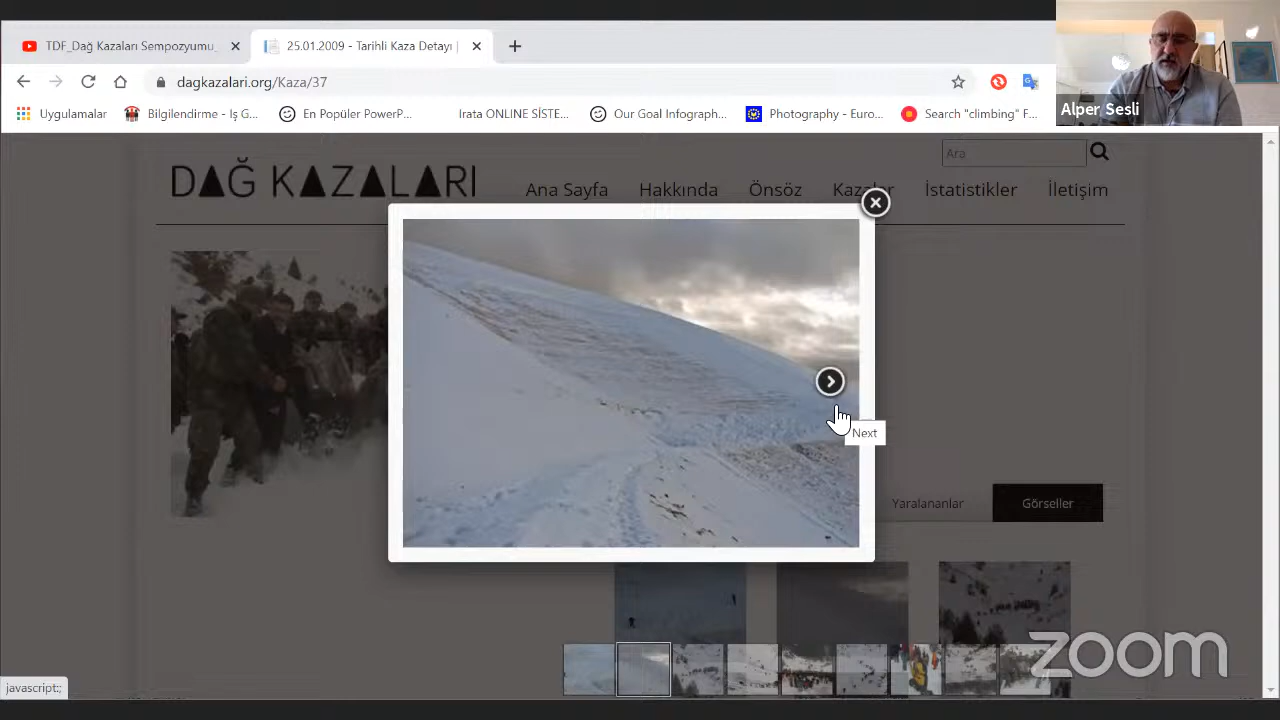 TDF_Dağ Kazaları Sempozyumu_
25.01.2009 - Tarihli Kaza Detayı |
dagkazalari.org/Kaza/37
Uygulamalar
Bilgilendirma - İş G...
En Popüler PowerP...
Irata ONLINE SİSTE...
Our Goal Infograph...
Photography - Euro...
Search "climbing" F...
Alper Sesli
DAĞ KAZALARI
Ara
Ana Sayfa
Hakkında
Önsöz
Kazalar
İstatistikler
İletişim
Next
Yaralananlar
Görseller
zoom
javascript:;